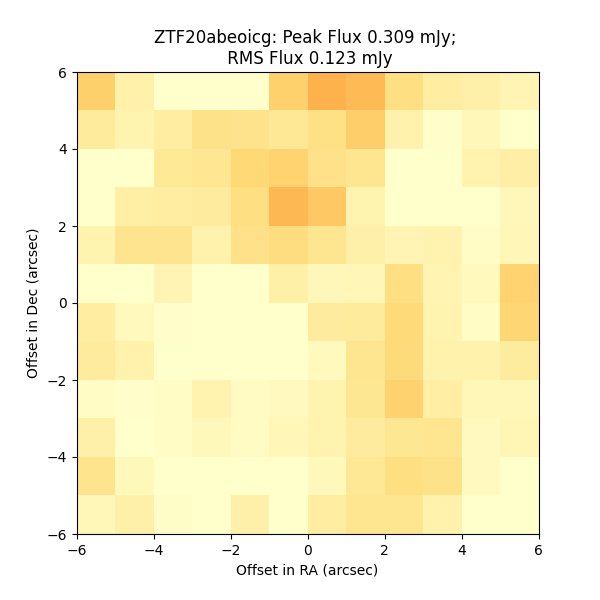 ZTF20abeoicg: Peak Flux 0.309 mJy;
RMS Flux 0.123 mJy
6
4
2
0
−2
−4
−6
Offset in Dec (arcsec)
−6 −4 −2 0 2 4 6
Offset in RA (arcsec)